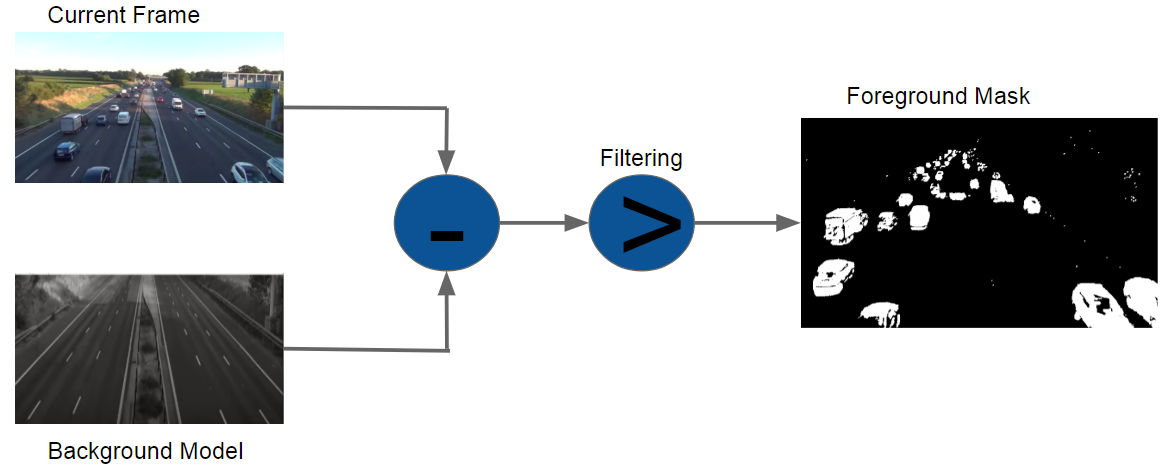 Current Frame
Foreground Mask
Filtering
-
>
Background Model